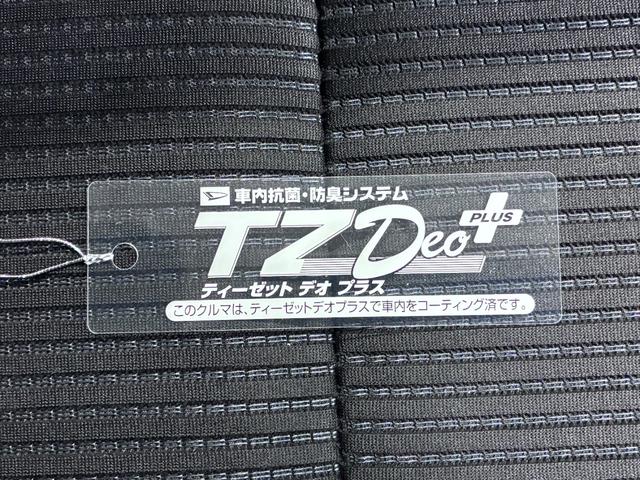 車内抗菌・防臭システム
TZ Deo PLUS
ティーゼット デオ プラス
このクルマは、ティーゼットデオプラスで車内をコーティング済です。